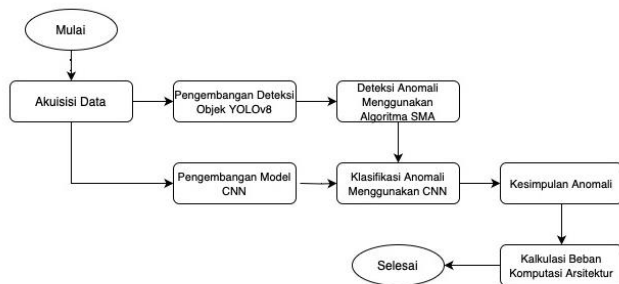 Mulai
Akuisisi Data
Pengembangan Deteksi
Objek YOLOv8
Deteksi Anomali
Menggunakan
Algoritma SMA
Pengembangan Model
CNN
Klasifikasi Anomali
Menggunakan CNN
Kesimpulan Anomali
Selesai
Kalkulasi Beban
Komputasi Arsitektur